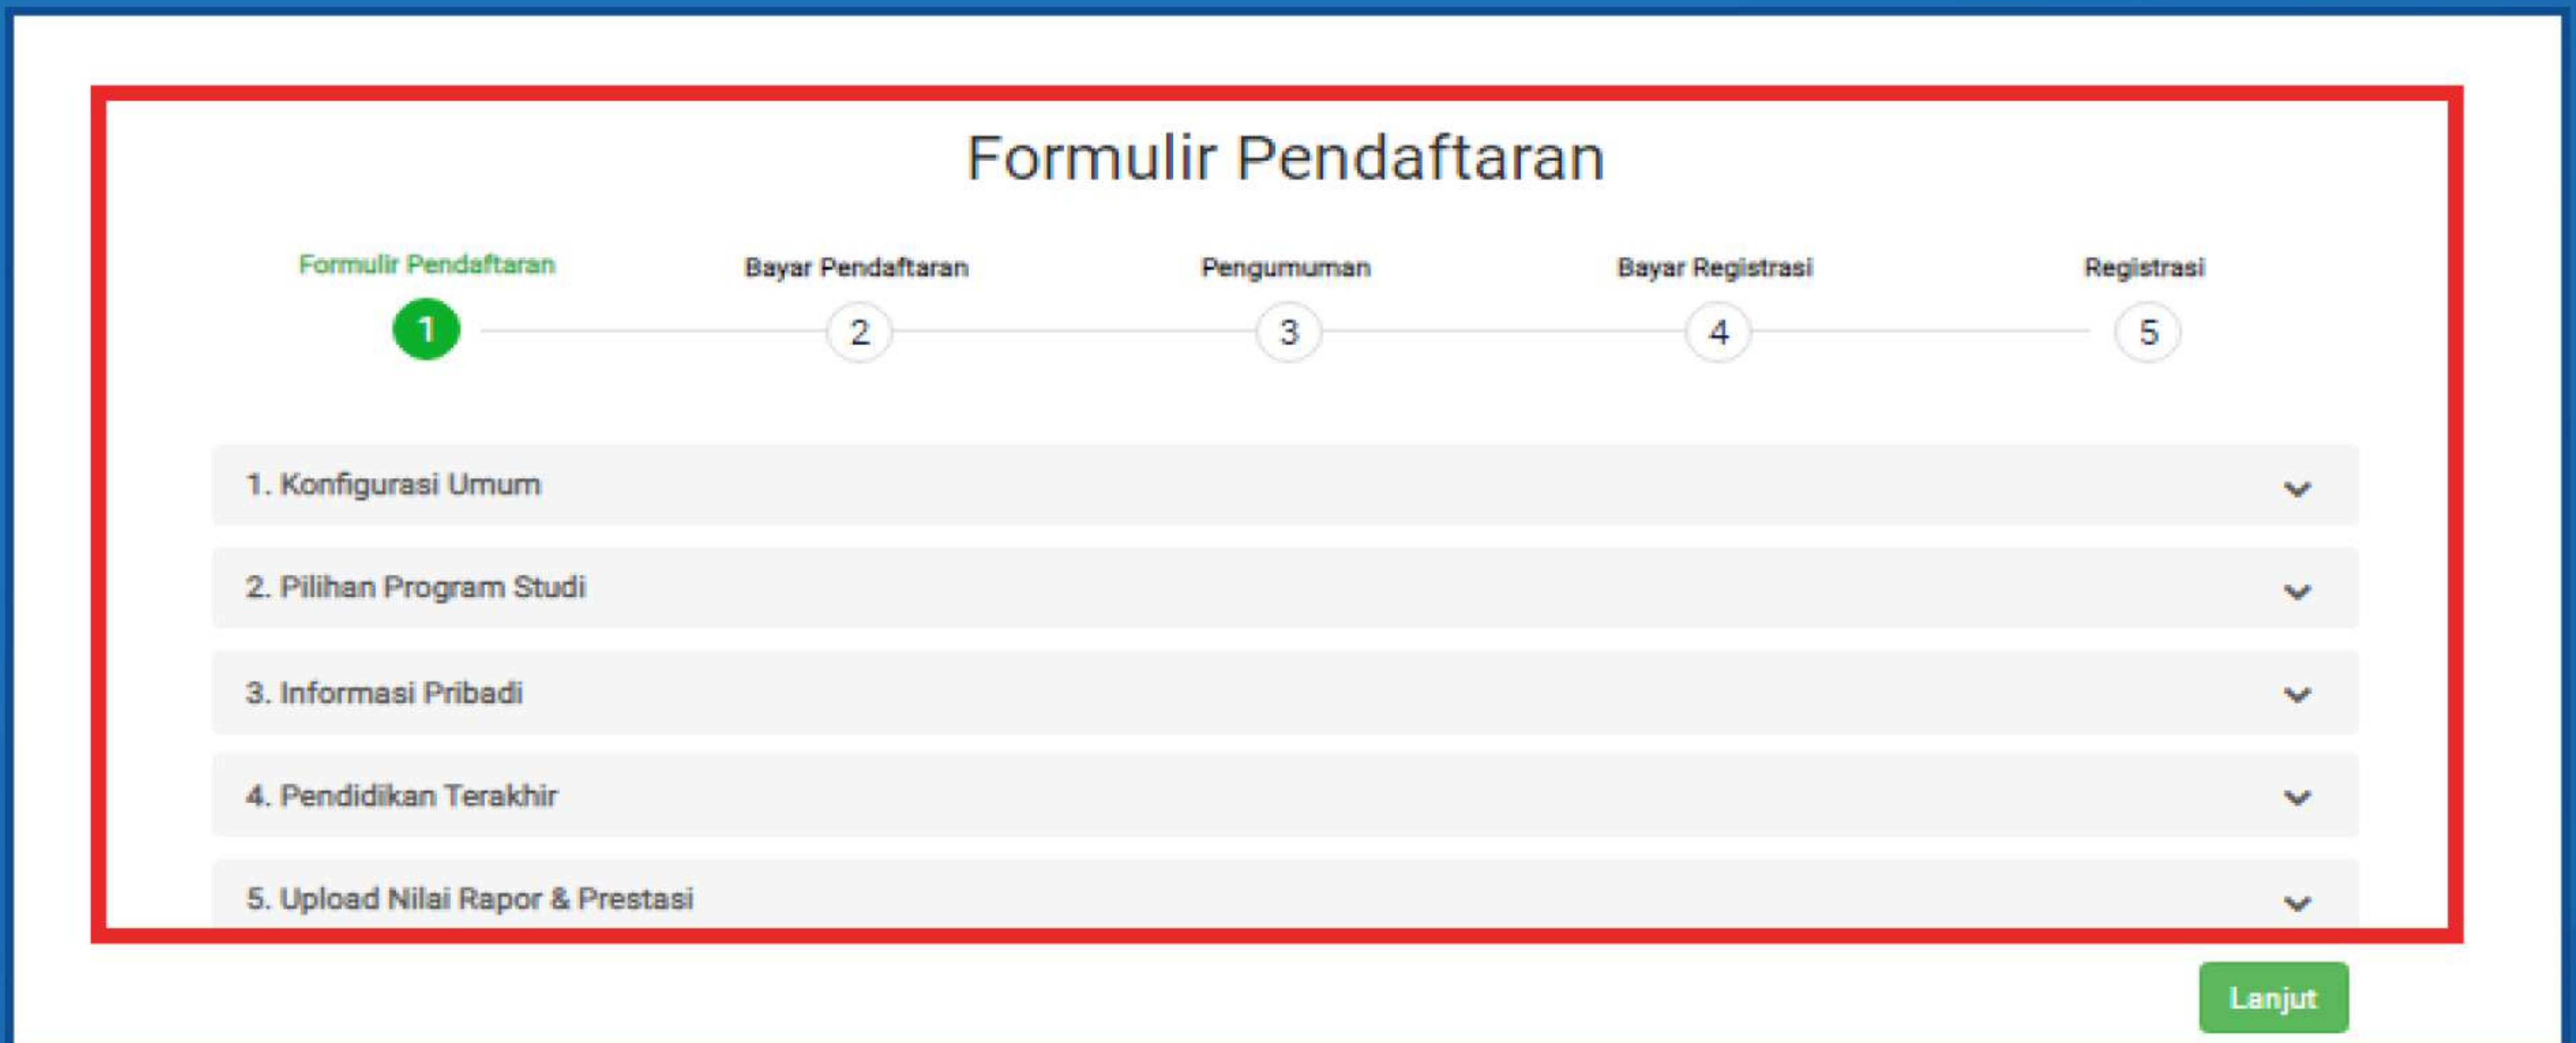 Formulir Pendaftaran
Formulir Pendaftaran Bayar Pendaftaran Pengumuman Bayar Registrasi Registrasi
1 2 3 4 5
1. Konfigurasi Umum
2. Pilihan Program Studi
3. Informasi Pribadi
4. Pendidikan Terakhir
5. Upload Nilai Rapor & Prestasi
Lanjut